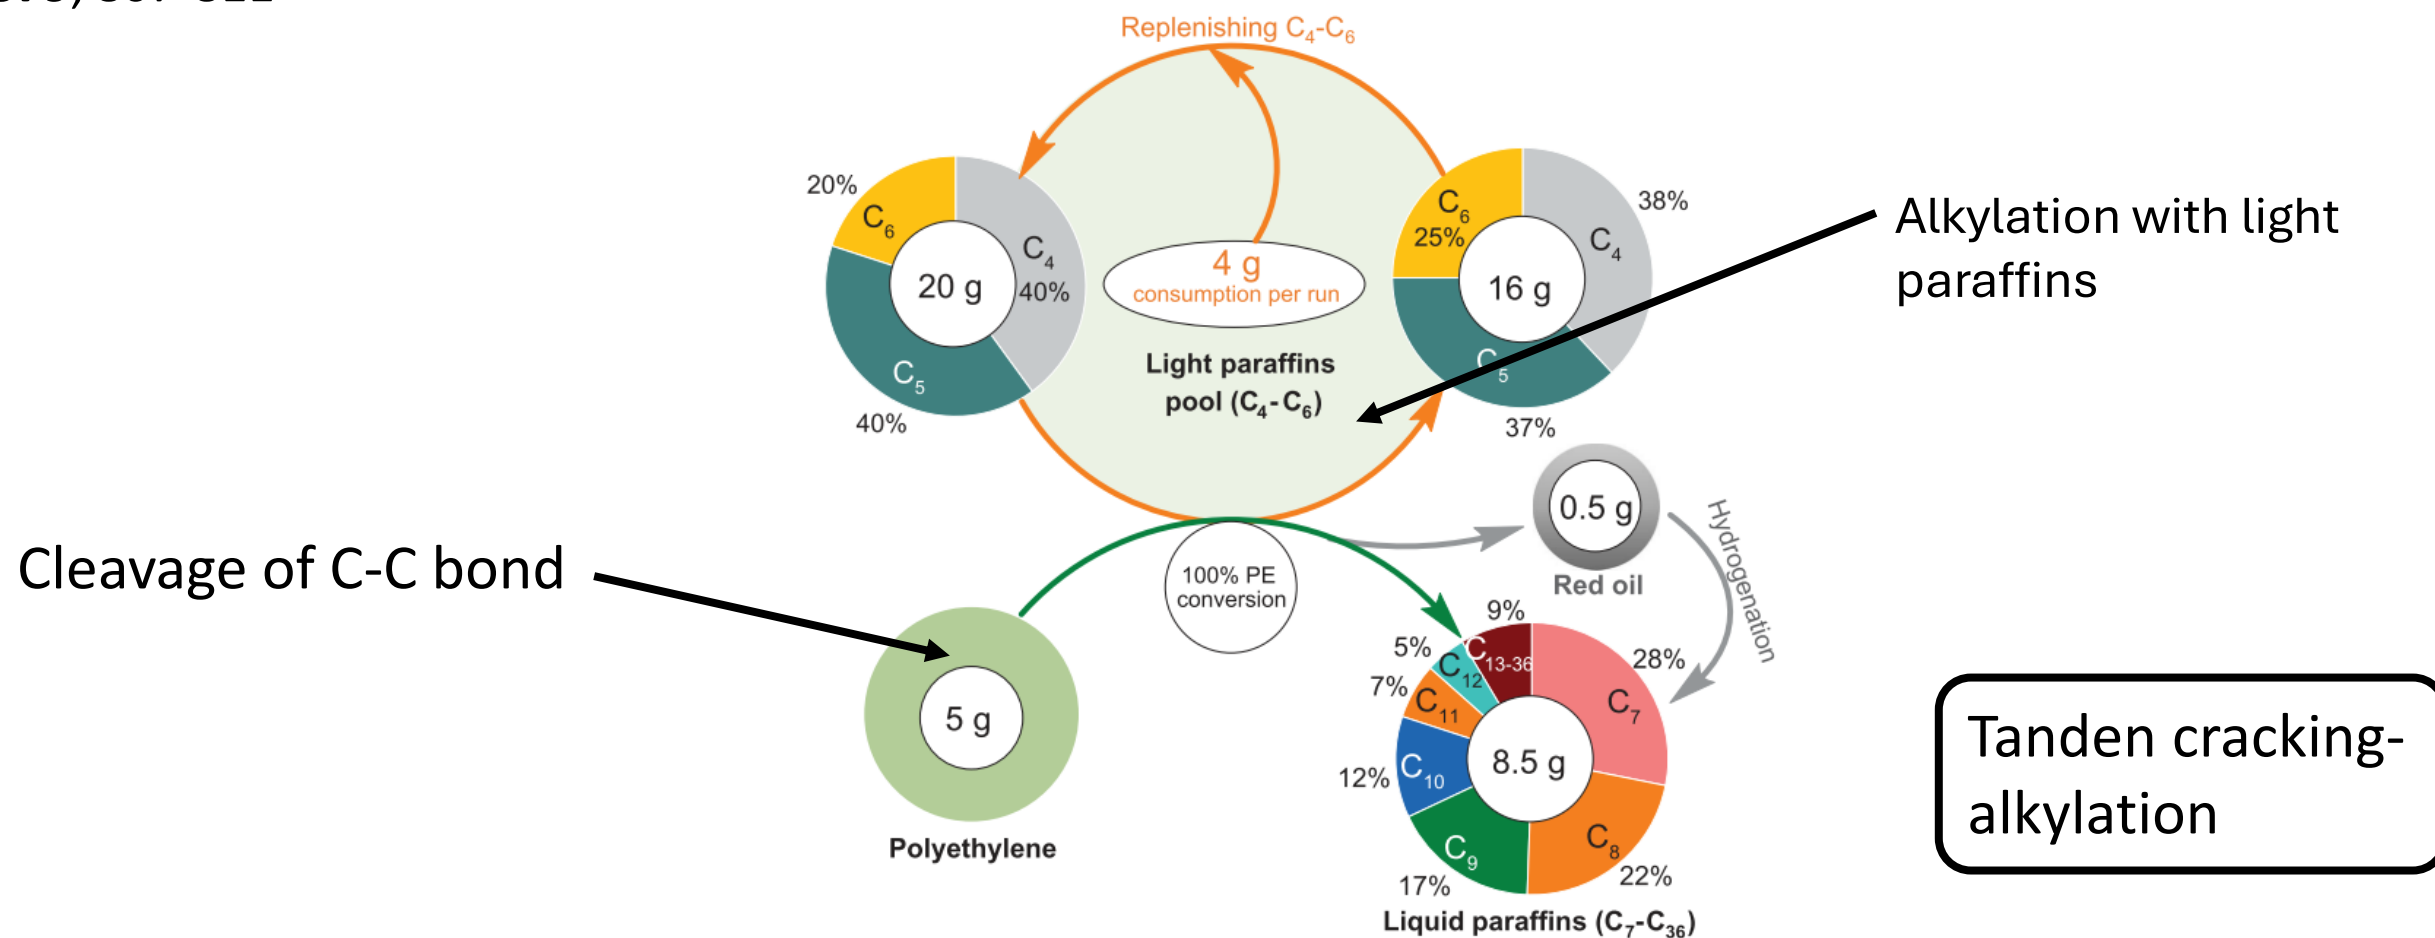 Replenishing C4-C6
20%
C6
C4
40%
20 g
C5
40%
4 g
consumption per run
Light paraffins
pool (C4-C6)
C6
25%
38%
C4
16 g
C5
37%
Alkylation with light
paraffins
Cleavage of C-C bond
100% PE
conversion
0.5 g
Red oil
Hydrogenation
5 g
Polyethylene
9%
C13-36
5%
C12
28%
7%
C11
C7
12%
C10
8.5 g
C9
C8
17%
22%
Liquid paraffins (C7-C36)
Tanden cracking-
alkylation